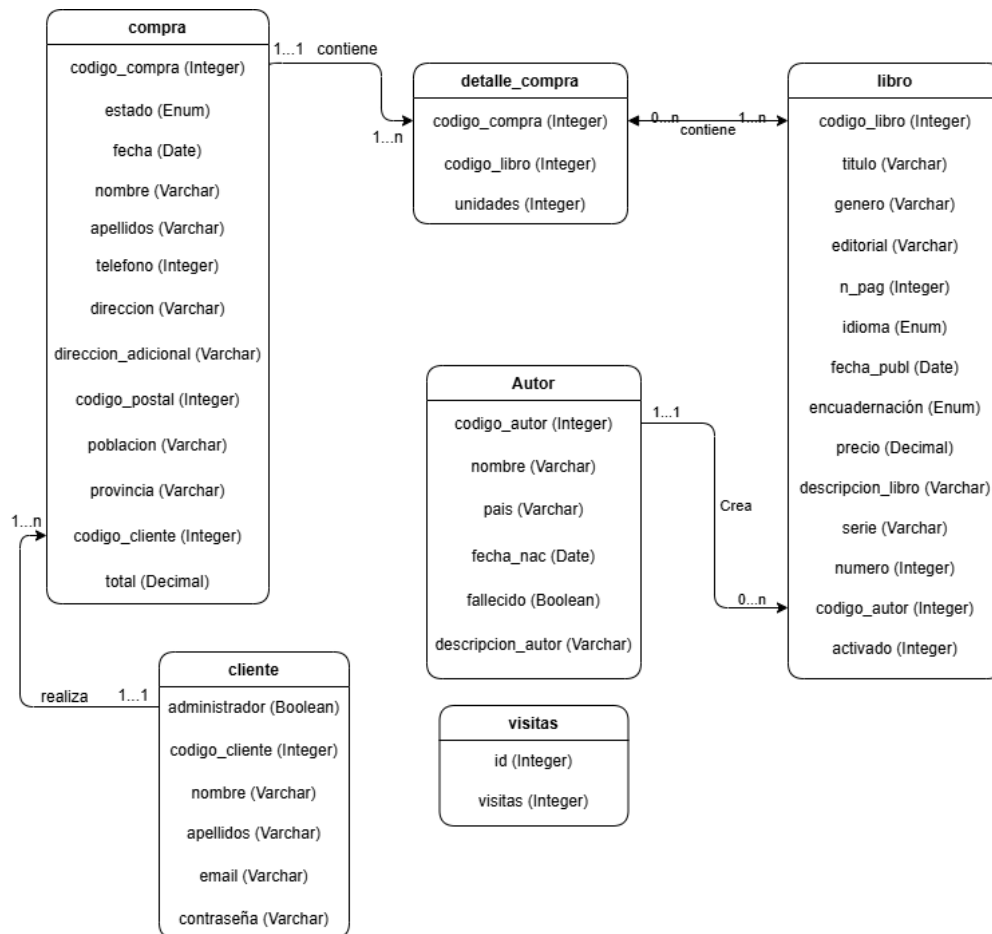 compra
codigo_compra (Integer)
estado (Enum)
fecha (Date)
nombre (Varchar)
apellidos (Varchar)
telefono (Integer)
direccion (Varchar)
direccion_adicional (Varchar)
codigo_postal (Integer)
poblacion (Varchar)
provincia (Varchar)
codigo_cliente (Integer)
total (Decimal)
1...1 contiene
1...n
detalle_compra
codigo_compra (Integer)
codigo_libro (Integer)
unidades (Integer)
0...n 1...n
contiene
libro
codigo_libro (Integer)
titulo (Varchar)
genero (Varchar)
editorial (Varchar)
n_pag (Integer)
idioma (Enum)
fecha_publ (Date)
encuadernación (Enum)
precio (Decimal)
descripcion_libro (Varchar)
serie (Varchar)
numero (Integer)
codigo_autor (Integer)
activado (Integer)
Autor
codigo_autor (Integer)
nombre (Varchar)
pais (Varchar)
fecha_nac (Date)
fallecido (Boolean)
descripcion_autor (Varchar)
1...1
Crea
0...n
1...n
realiza 1...1
cliente
administrador (Boolean)
codigo_cliente (Integer)
nombre (Varchar)
apellidos (Varchar)
email (Varchar)
contraseña (Varchar)
visitas
id (Integer)
visitas (Integer)